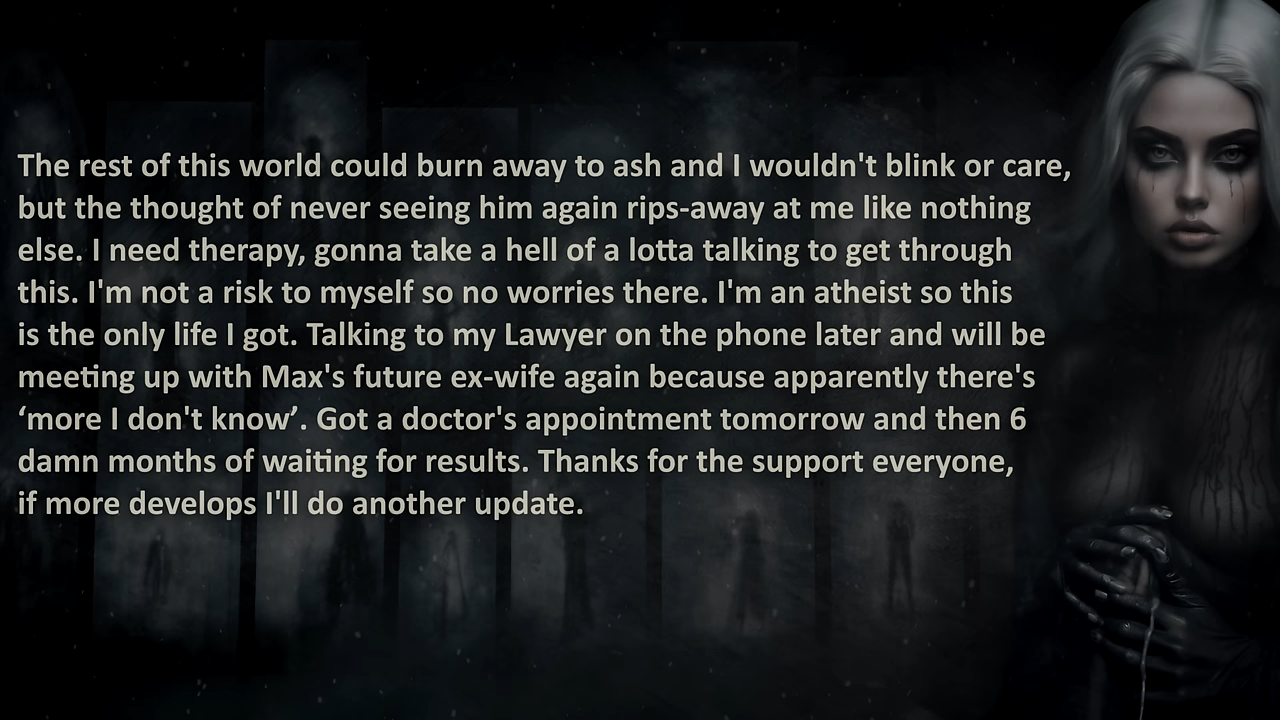 The rest of this world could burn away to ash and I wouldn't blink or care,
but the thought of never seeing him again rips-away at me like nothing
else. I need therapy, gonna take a hell of a lotta talking to get through
this. I'm not a risk to myself so no worries there. I'm an atheist so this
is the only life I got. Talking to my Lawyer on the phone later and will be
meeting up with Max's future ex-wife again because apparently there's
‘more I don't know’. Got a doctor's appointment tomorrow and then 6
damn months of waiting for results. Thanks for the support everyone,
if more develops I'll do another update.